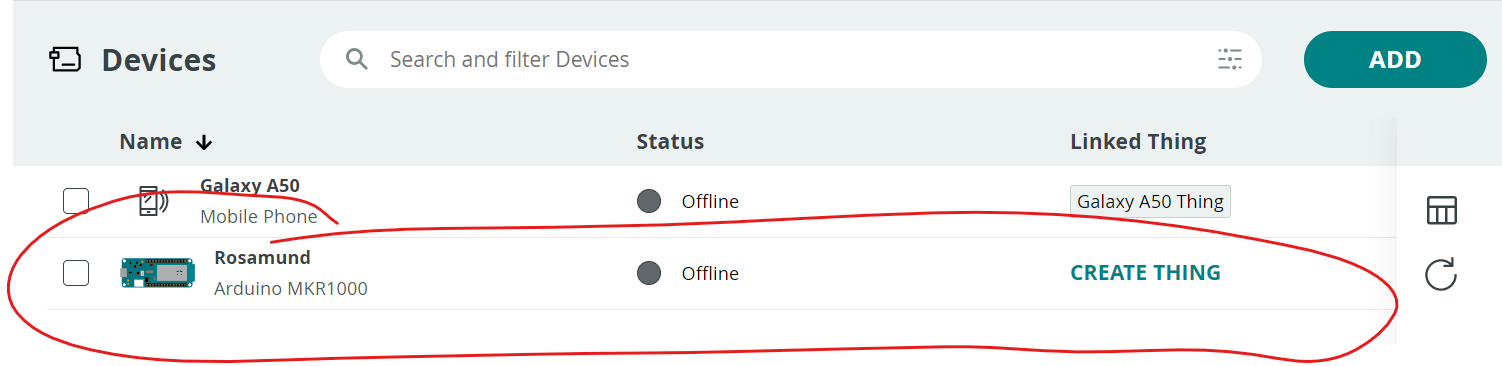 Devices
Search and filter Devices
ADD
Name
Status
Linked Thing
Galaxy A50
Mobile Phone
Offline
Galaxy A50 Thing
Rosamund
Arduino MKR1000
Offline
CREATE THING